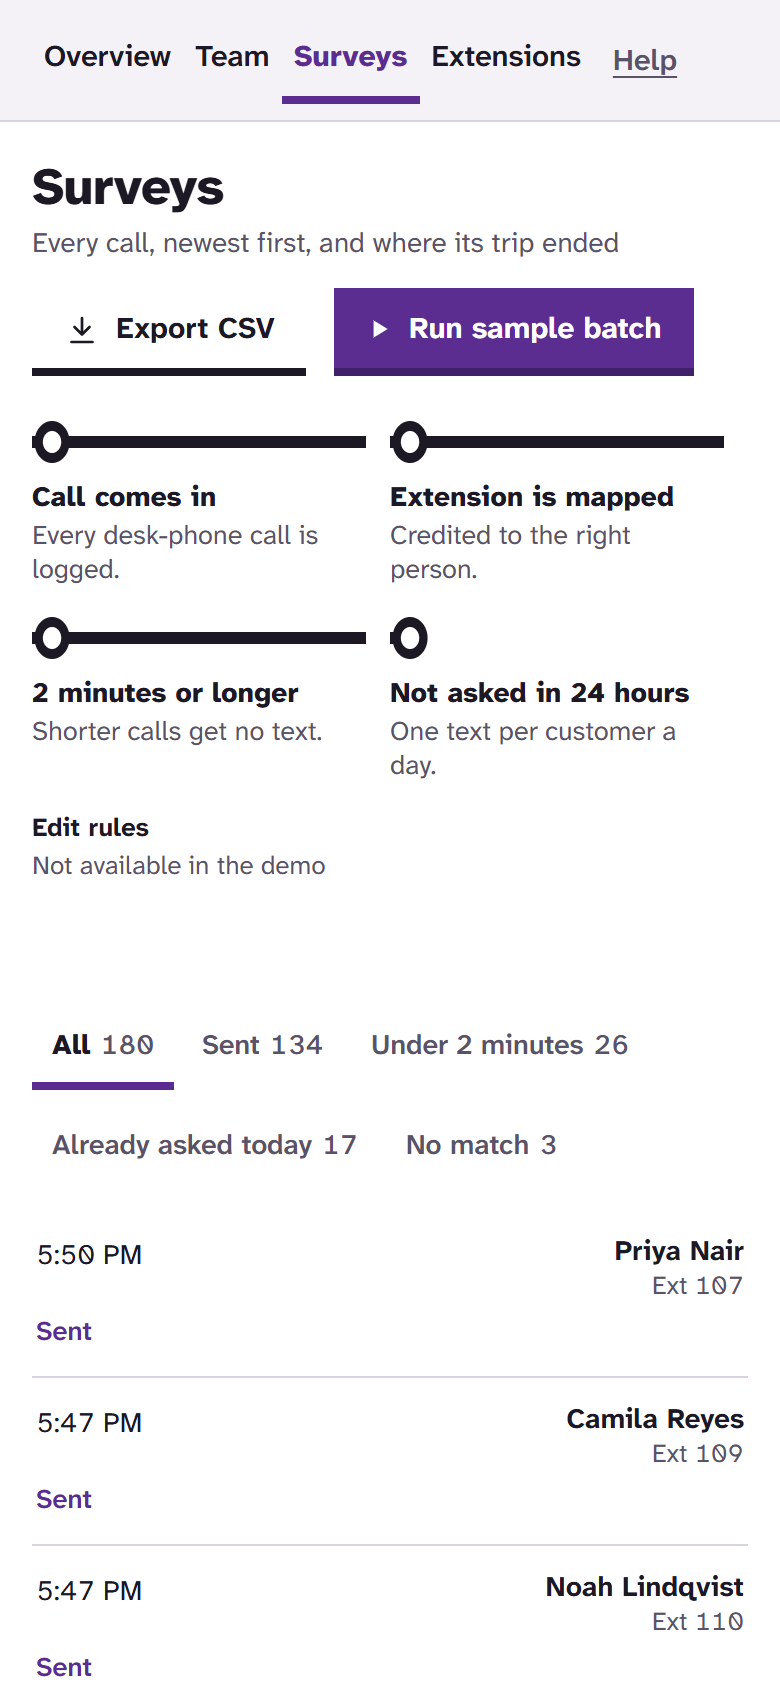 Overview Team Surveys Extensions Help
Surveys
Every call, newest first, and where its trip ended
Export CSV
Run sample batch
Call comes in
Every desk-phone call is
logged.
Extension is mapped
Credited to the right
person.
2 minutes or longer
Shorter calls get no text.
Not asked in 24 hours
One text per customer a
day.
Edit rules
Not available in the demo
All 180 Sent 134 Under 2 minutes 26
Already asked today 17 No match 3
5:50 PM Priya Nair
Ext 107
Sent
5:47 PM Camila Reyes
Ext 109
Sent
5:47 PM Noah Lindqvist
Ext 110
Sent